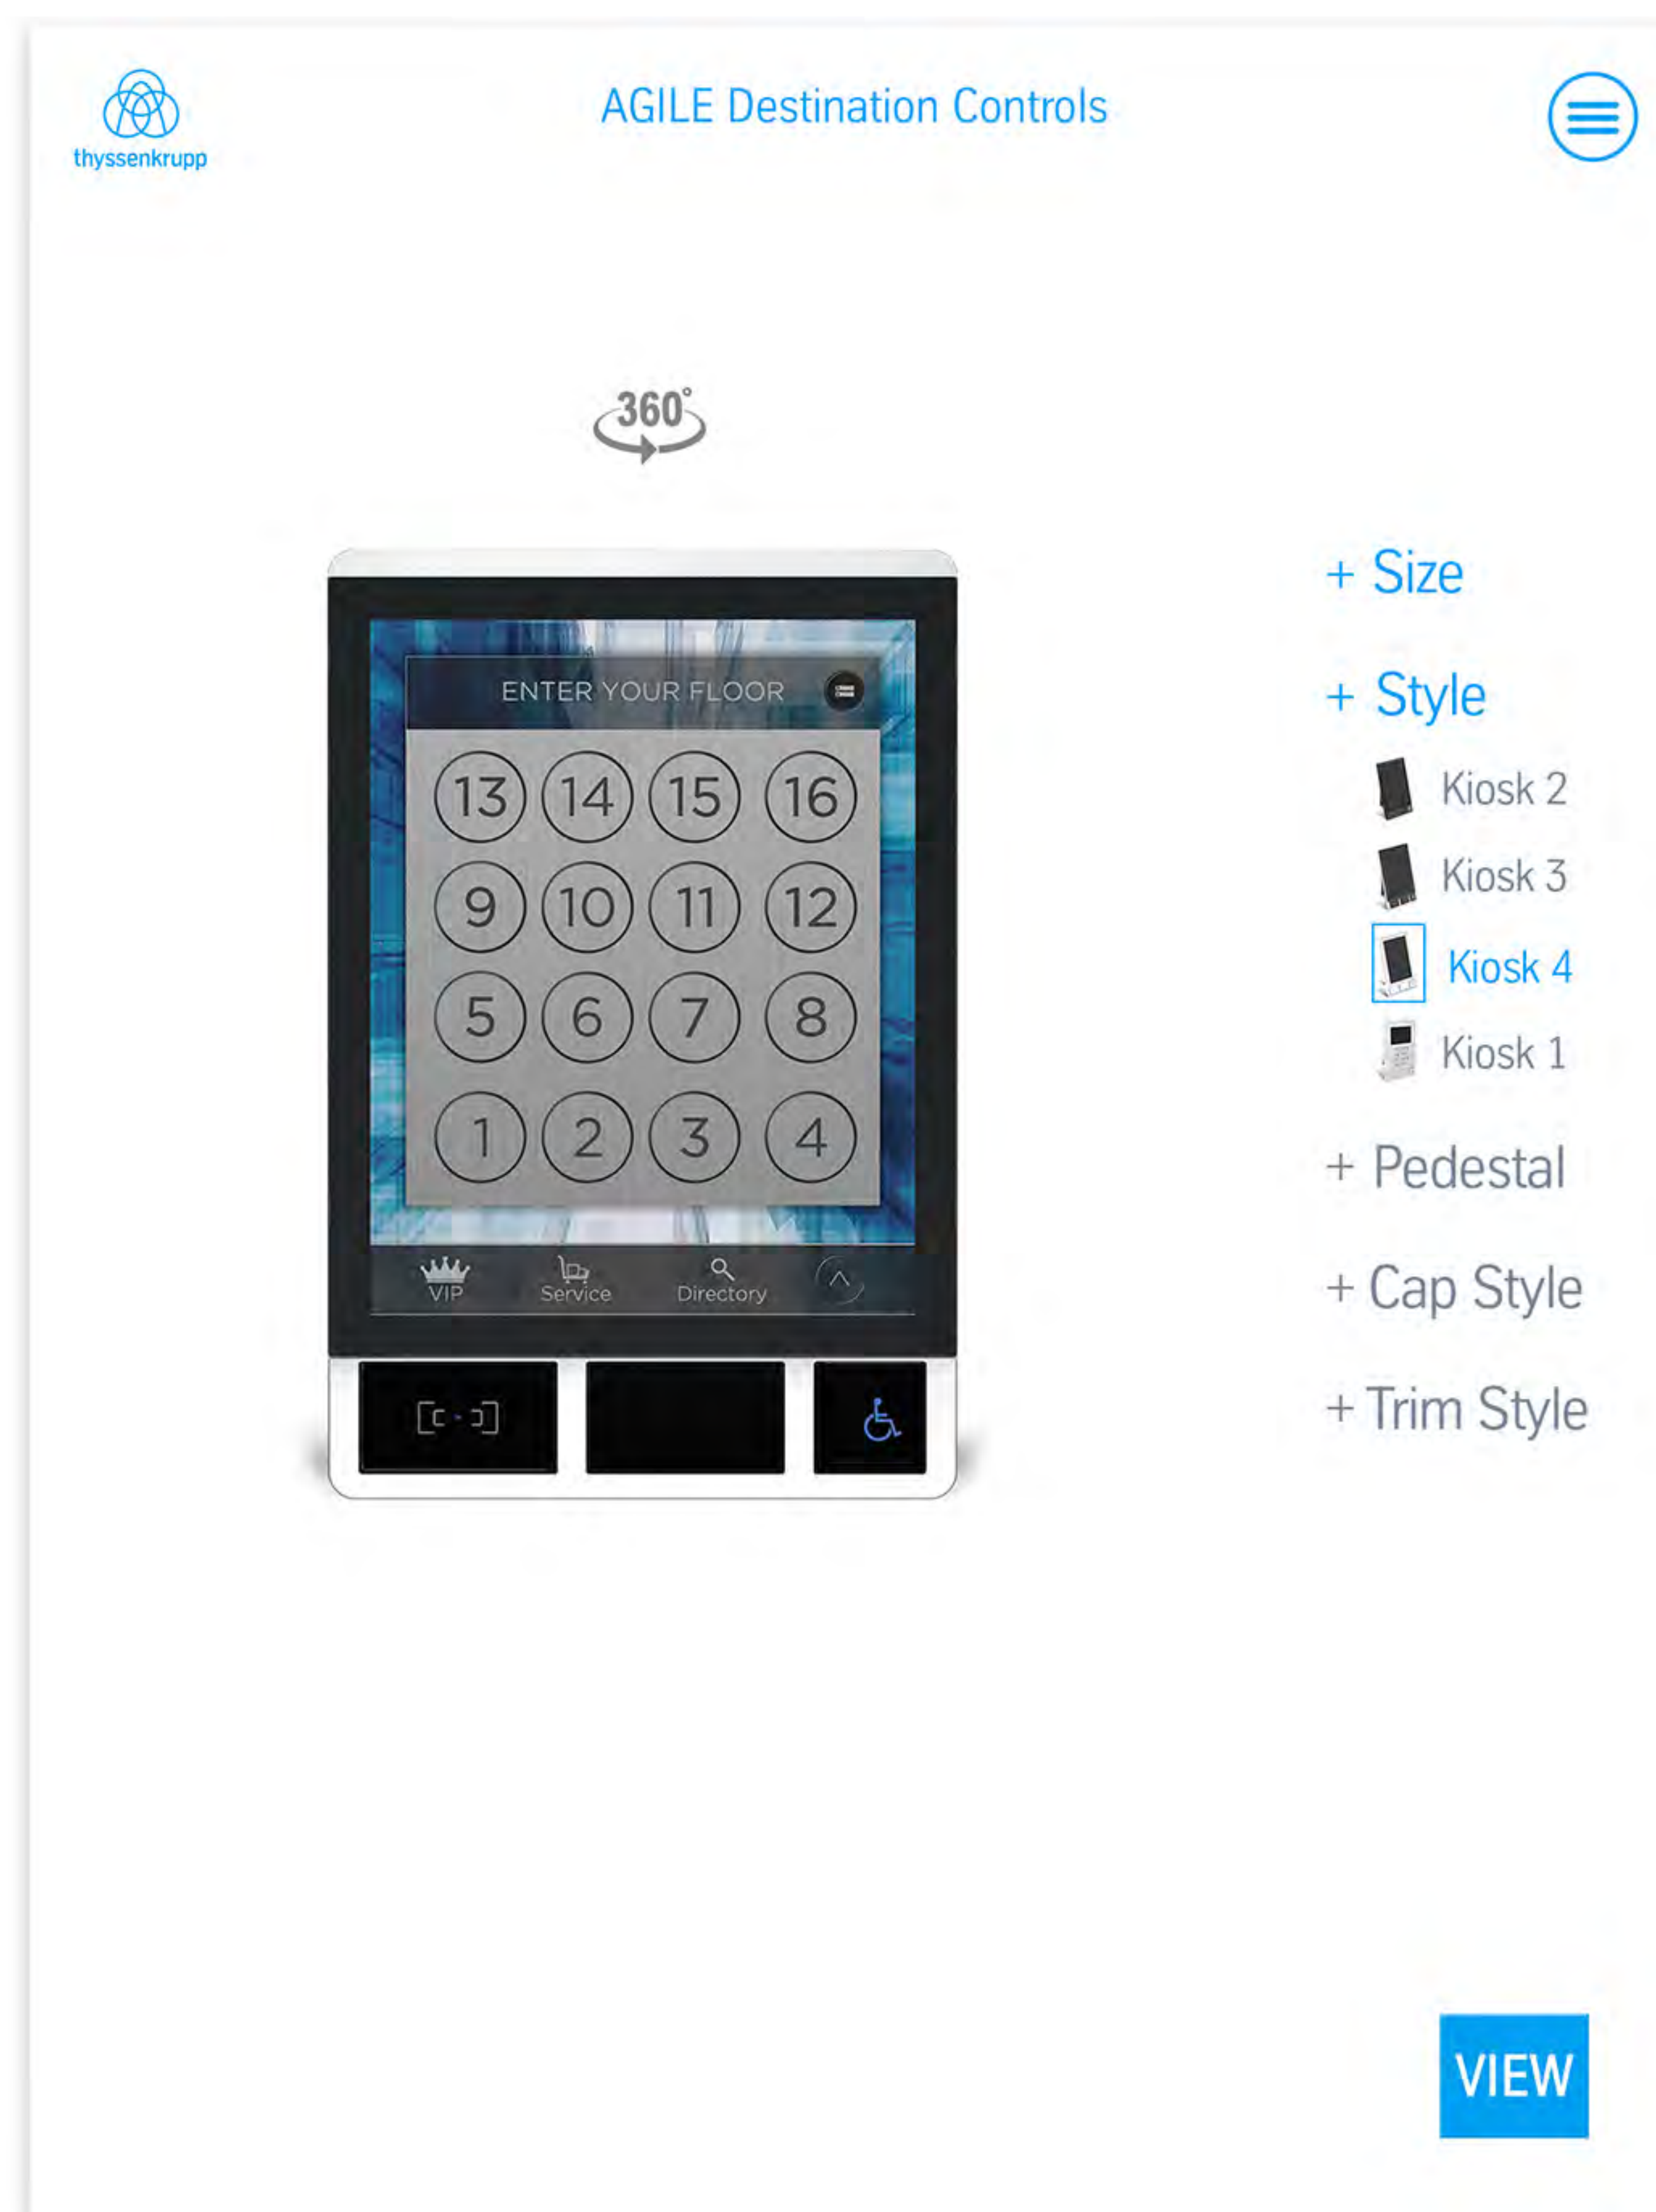 thyssenkrupp
AGILE Destination Controls
360°
ENTER YOUR FLOOR
13 14 15 16
9 10 11 12
5 6 7 8
1 2 3 4
VIP Service Directory
+ Size
+ Style
Kiosk 2
Kiosk 3
Kiosk 4
Kiosk 1
+ Pedestal
+ Cap Style
+ Trim Style
VIEW